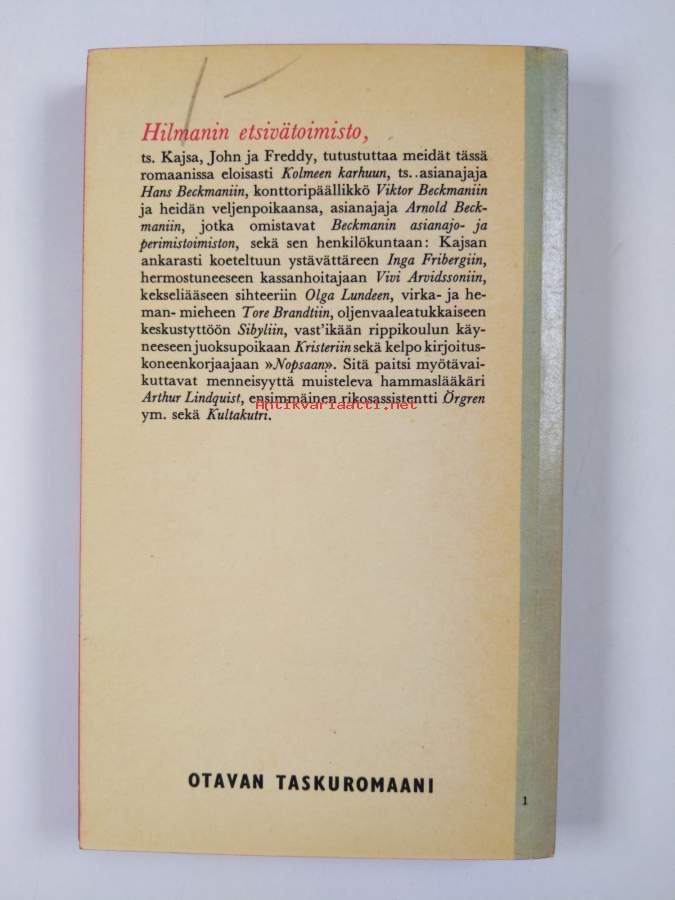 Hilmanin etsivätoimisto,
ts. Kajsa, John ja Freddy, tutustuttaa meidät tässä
romaanissa eloisasti Kolmeen karhuun, ts..asianajaja
Hans Beckmaniin, konttoripäällikkö Viktor Beckmaniin
ja heidän veljenpoikaansa, asianajaja Arnold Beck-
maniin, jotka omistavat Beckmanin asianajo- ja
perimistoimiston, sekä sen henkilökuntaan: Kajsan
ankarasti koeteltuun ystävättäreen Inga Fribergiin,
hermostuneeseen kassanhoitajaan Vivi Arvidssoniin,
kekseliääseen sihteeriin Olga Lundeen, virka- ja he-
man- mieheen Tore Brandtiin, oljenvaaleatukkaiseen
keskustyttöön Sibyliin, vast'ikään rippikoulun käy-
neeseen juoksupoikaan Kristeriin sekä kelpo kirjoitus-
koneenkorjaajaan »Nopsaan». Sitä paitsi myötävai-
kuttavat menneisyyttä muisteleva hammaslääkäri
Arthur Lindquist, ensimmäinen rikosassistentti Örgren
ym. sekä Kultakutri.
Antikvariaatti.net
OTAVAN TASKUROMAANI
1